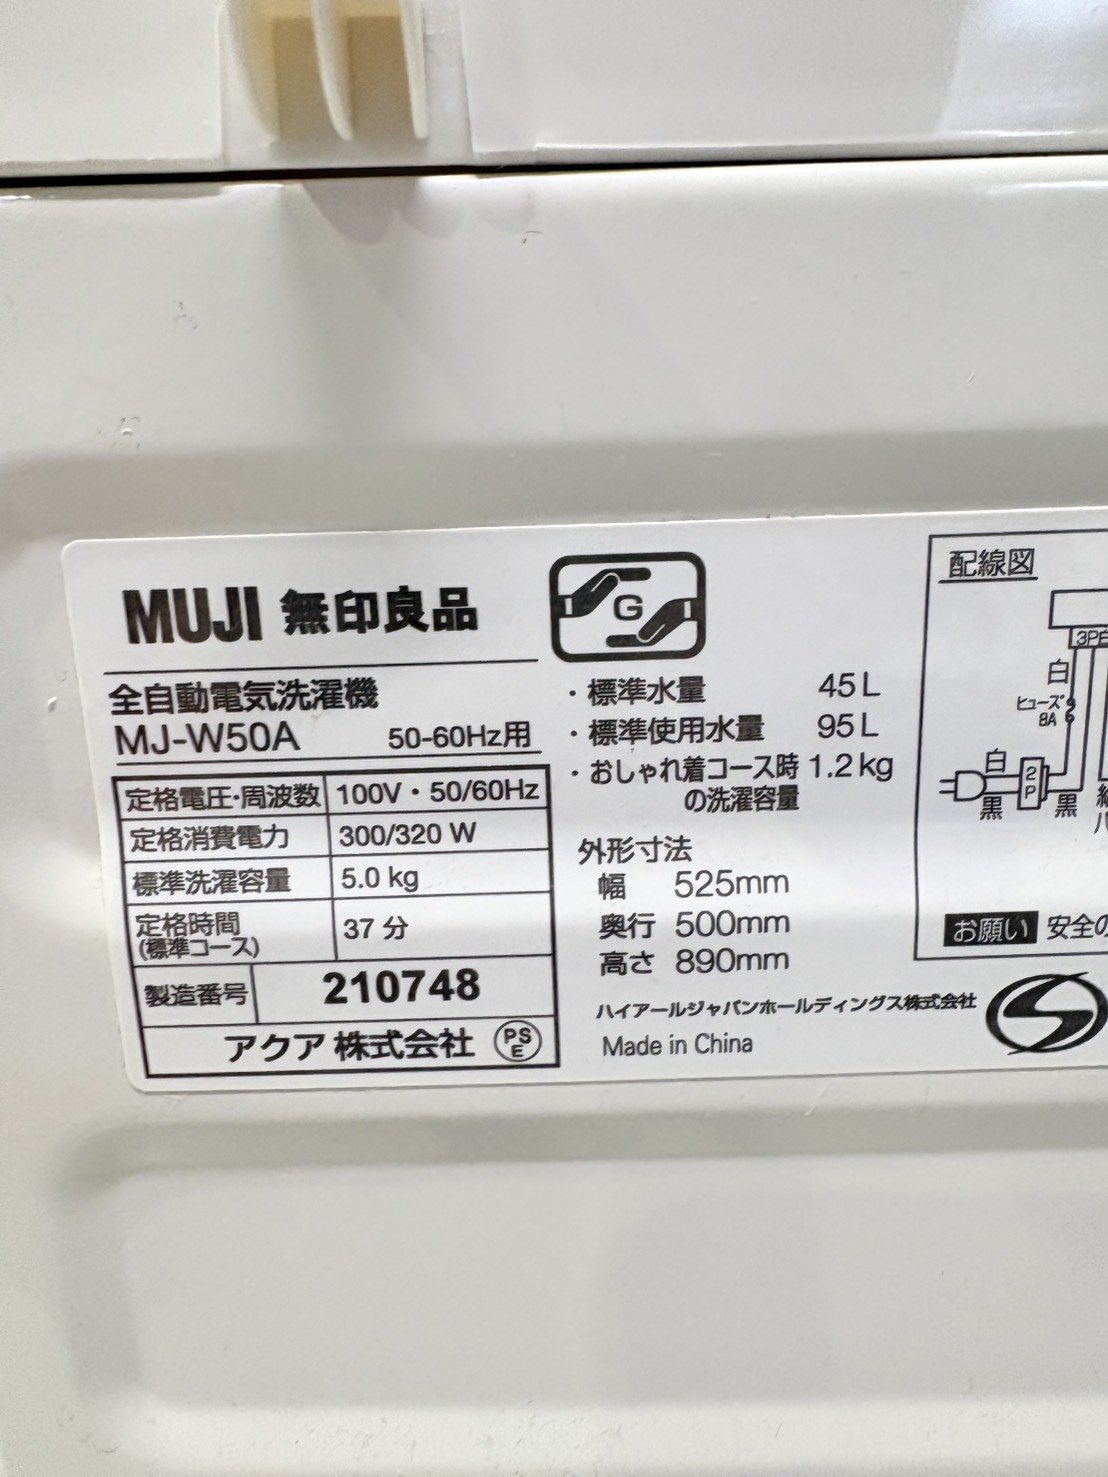 MUJI 無印良品
全自動電気洗濯機
MJ-W50A 50-60Hz用
定格電圧・周波数 100V・50/60Hz
定格消費電力 300/320 W
標準洗濯容量 5.0 kg
定格時間 37 分
(標準コース)
製造番号 210748
アクア 株式会社 PSE
G
・標準水量 45L
・標準使用水量 95L
・おしゃれ着コース時 1.2kg
の洗濯容量
外形寸法
幅 525mm
奥行 500mm
高さ 890mm
ハイアールジャパンホールディングス株式会社
Made in China
配線図
白
ヒューズ
8A
白
2P
黒
黒
お願い 安全の